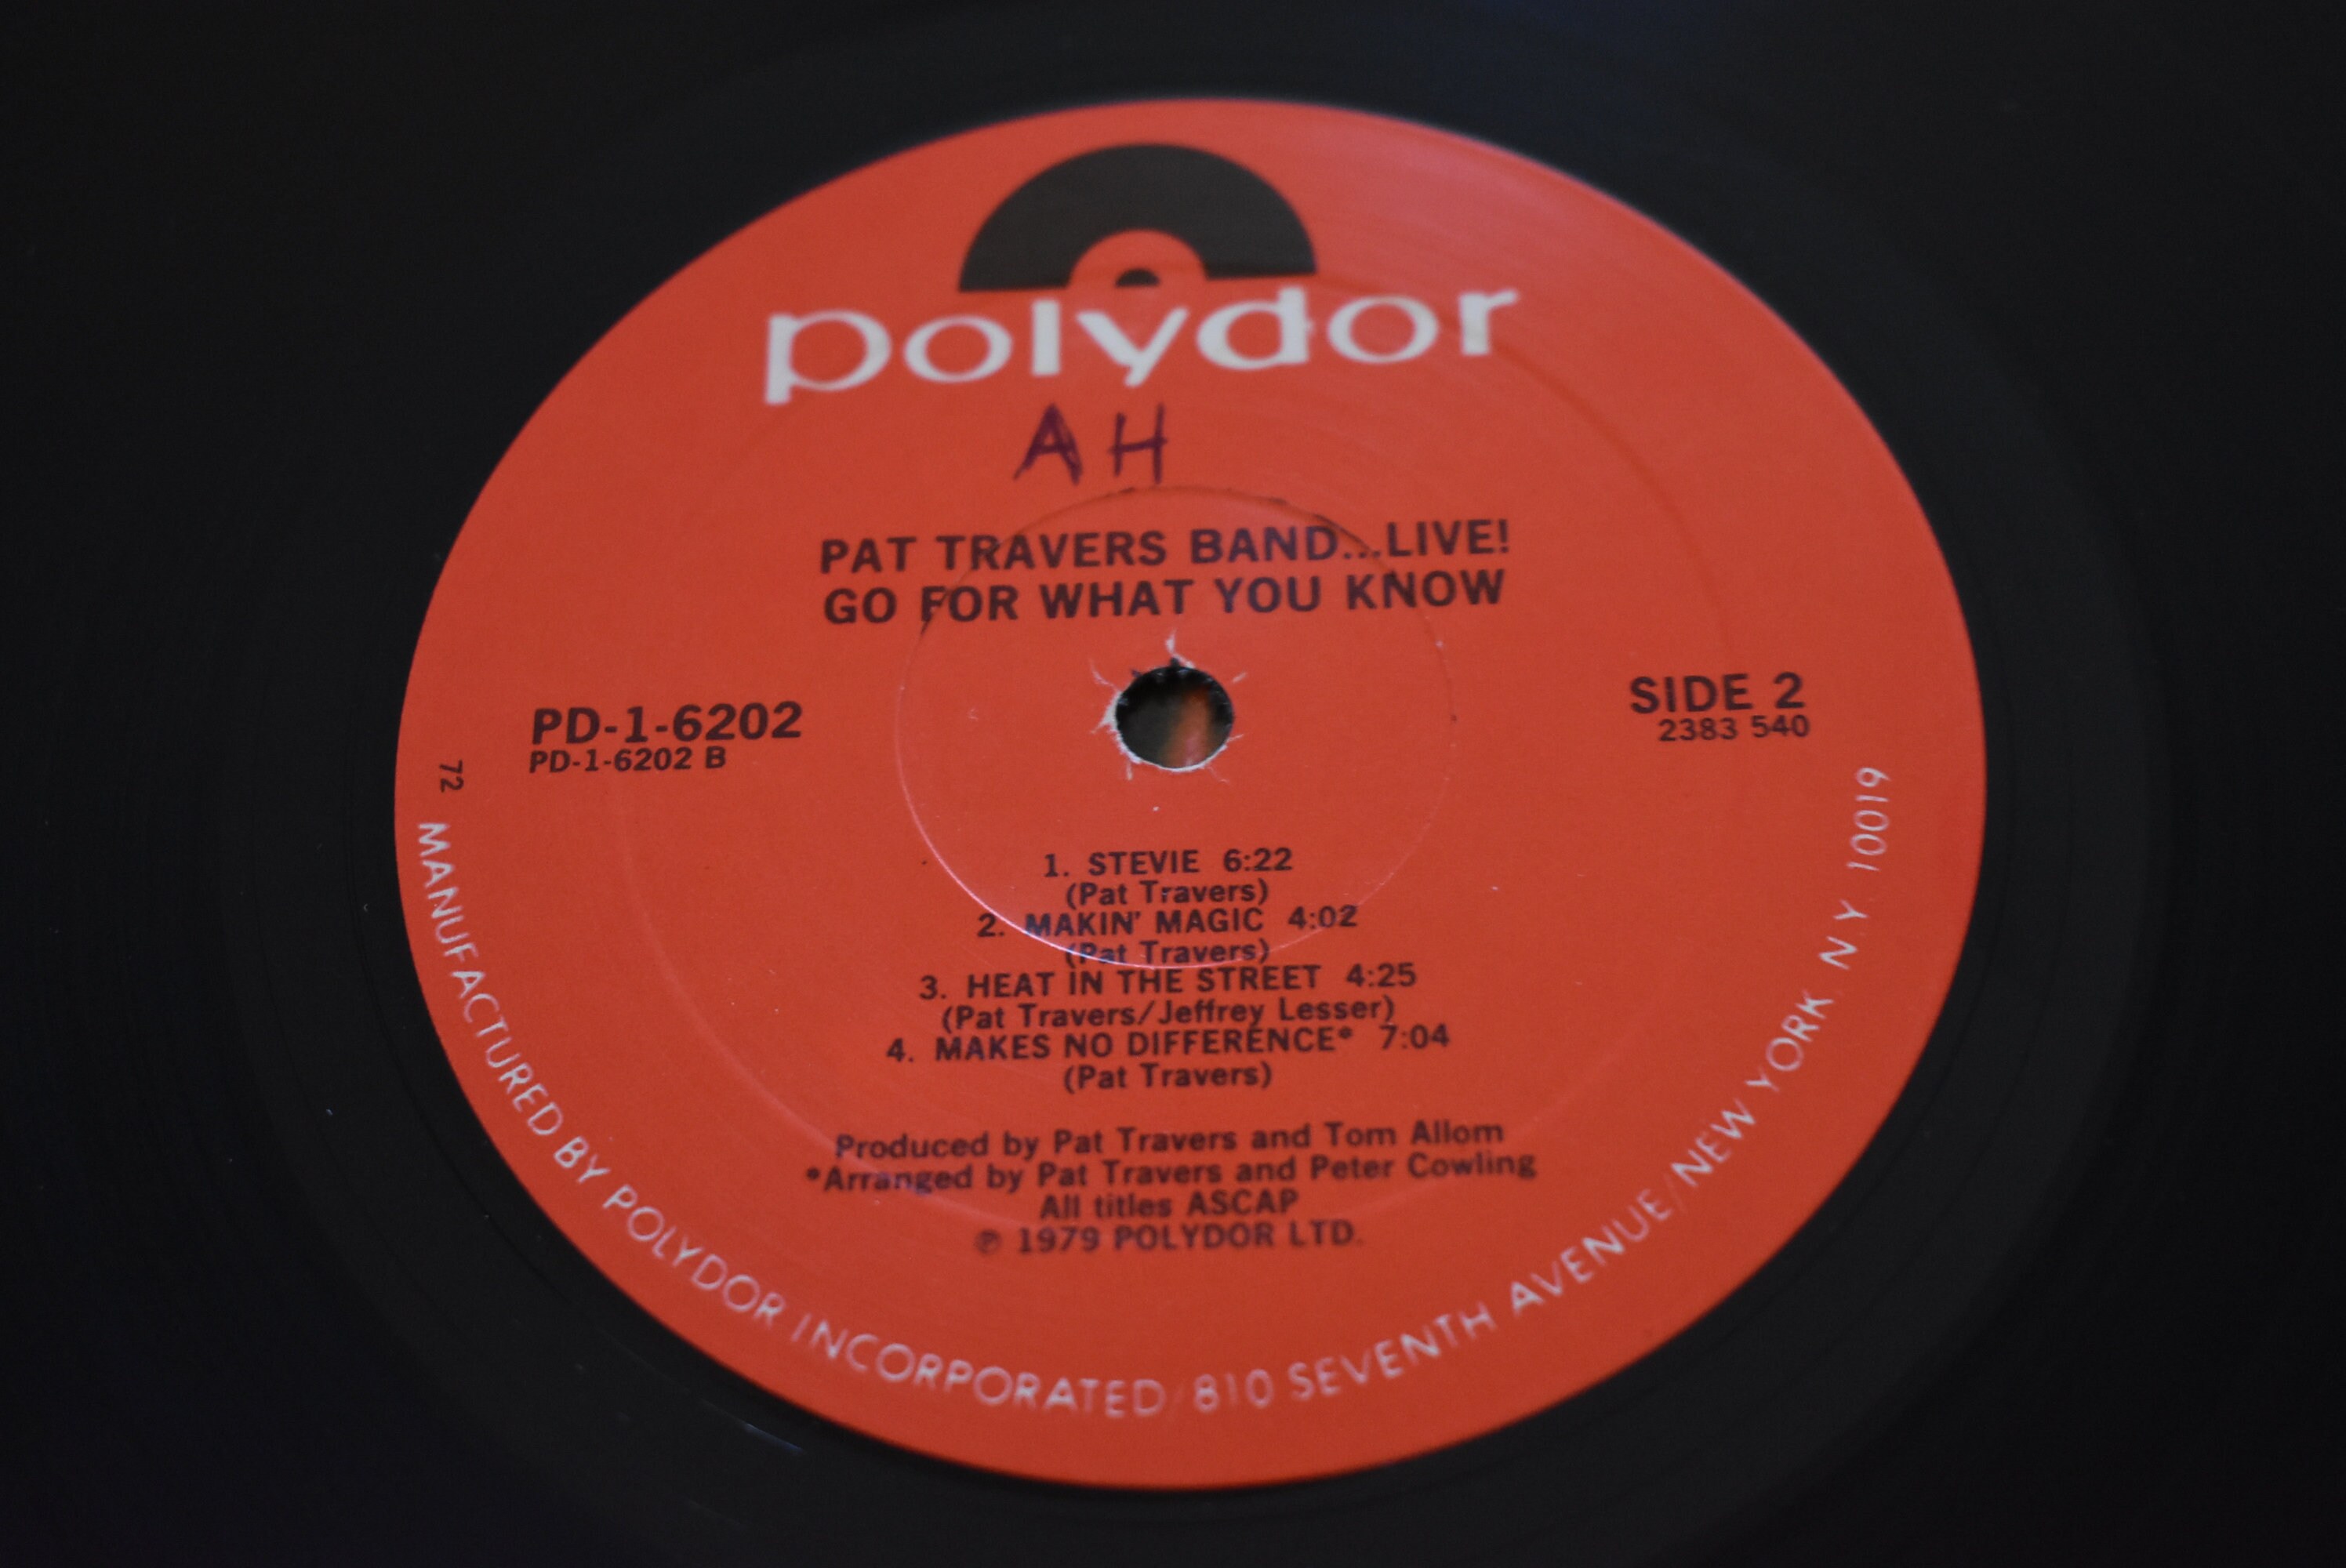 polydor
AH
PAT TRAVERS BAND...LIVE!
GO FOR WHAT YOU KNOW
PD-1-6202
PD-1-6202 B
SIDE 2
2383 540
1. STEVIE 6:22
(Pat Travers)
2. MAKIN' MAGIC 4:02
(Pat Travers)
3. HEAT IN THE STREET 4:25
(Pat Travers/Jeffrey Lesser)
4. MAKES NO DIFFERENCE* 7:04
(Pat Travers)
Produced by Pat Travers and Tom Allom
*Arranged by Pat Travers and Peter Cowling
All titles ASCAP
℗ 1979 POLYDOR LTD.
72
MANUFACTURED BY POLYDOR INCORPORATED/810 SEVENTH AVENUE/NEW YORK, N Y 10019